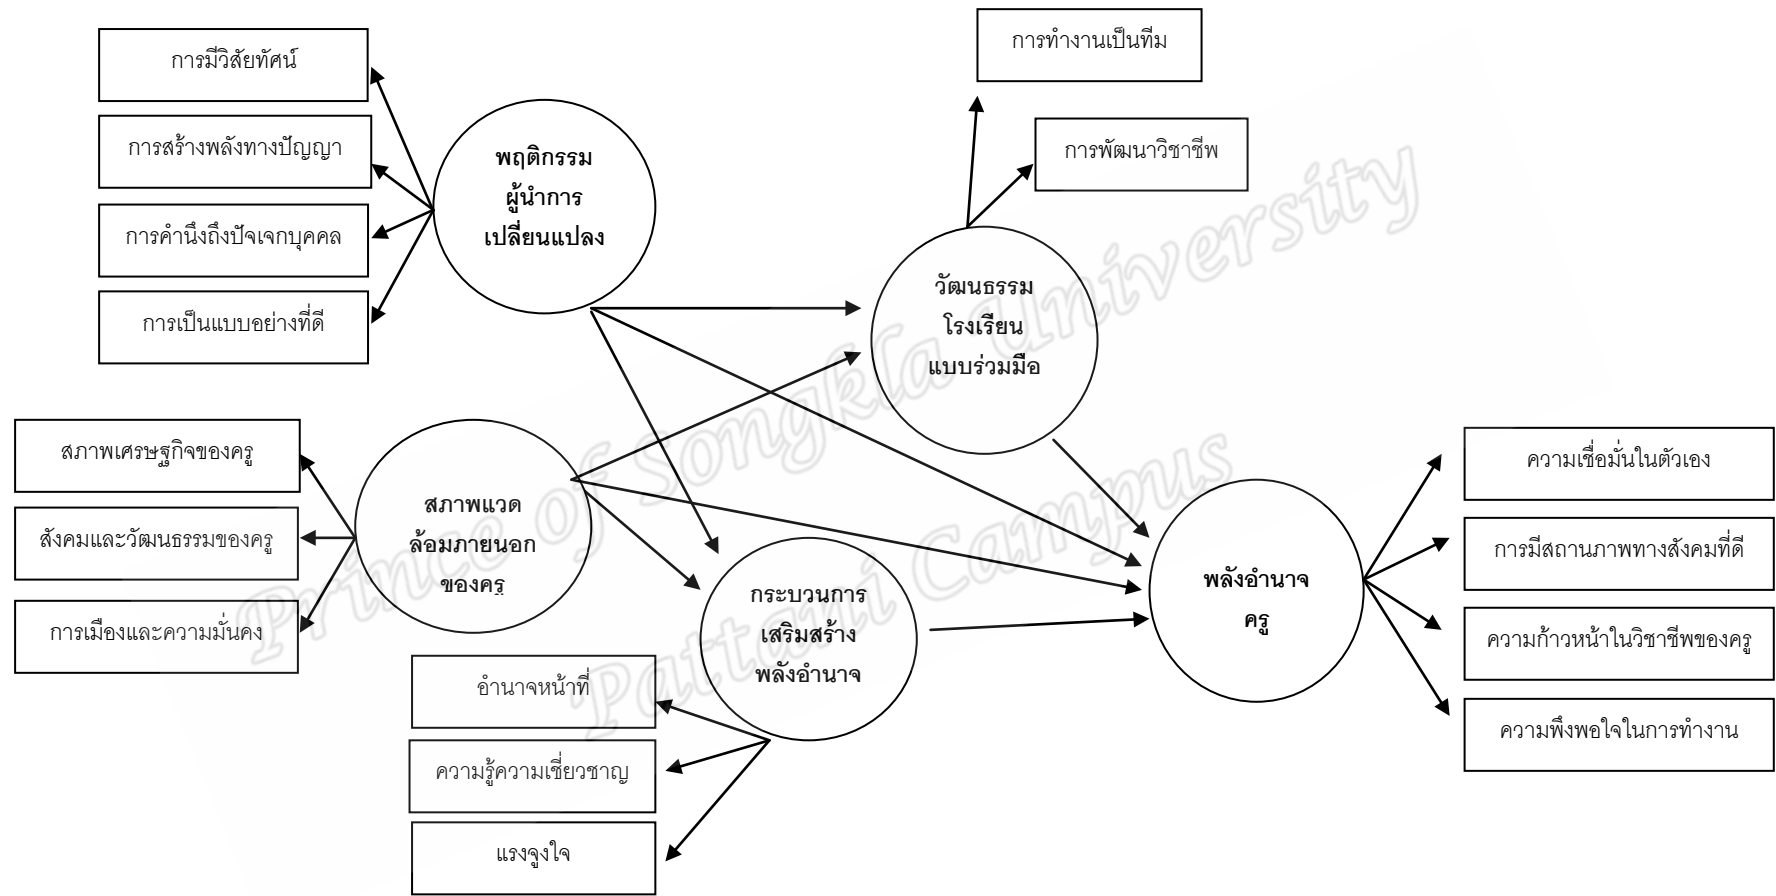 การมีวิสัยทัศน์
การสร้างพลังทางปัญญา
การคำนึงถึงปัจเจกบุคคล
การเป็นแบบอย่างที่ดี
พฤติกรรม
ผู้นำการ
เปลี่ยนแปลง
การทำงานเป็นทีม
การพัฒนาวิชาชีพ
วัฒนธรรม
โรงเรียน
แบบร่วมมือ
สภาพเศรษฐกิจของครู
สังคมและวัฒนธรรมของครู
การเมืองและความมั่นคง
สภาพแวด
ล้อมภายนอก
ของครู
กระบวนการ
เสริมสร้าง
พลังอำนาจ
อำนาจหน้าที่
ความรู้ความเชี่ยวชาญ
แรงจูงใจ
พลังอำนาจ
ครู
ความเชื่อมั่นในตัวเอง
การมีสถานภาพทางสังคมที่ดี
ความก้าวหน้าในวิชาชีพของครู
ความพึงพอใจในการทำงาน
Prince of Songkla University
Pattani Campus